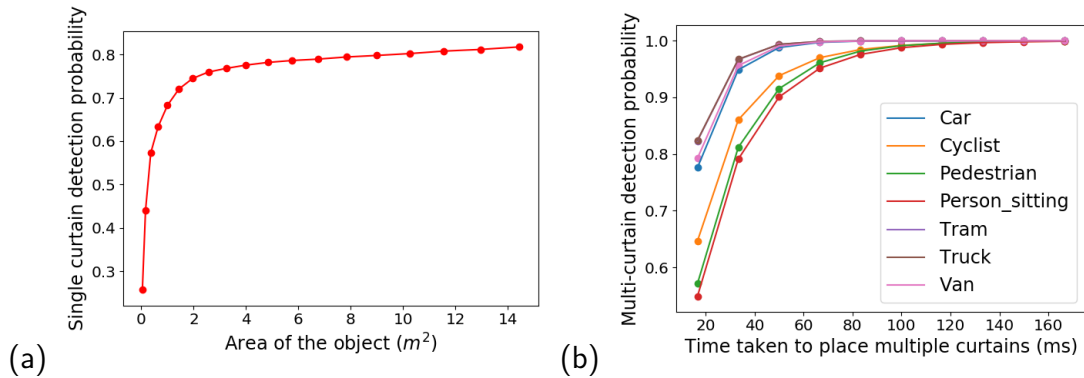 (a)
Single curtain detection probability
0.8
0.7
0.6
0.5
0.4
0.3
0
2
4
6
8
10
12
14
Area of the object (m²)
(b)
Multi-curtain detection probability
1.0
0.9
0.8
0.7
0.6
20
40
60
80
100
120
140
160
Time taken to place multiple curtains (ms)
Car
Cyclist
Pedestrian
Person_sitting
Tram
Truck
Van